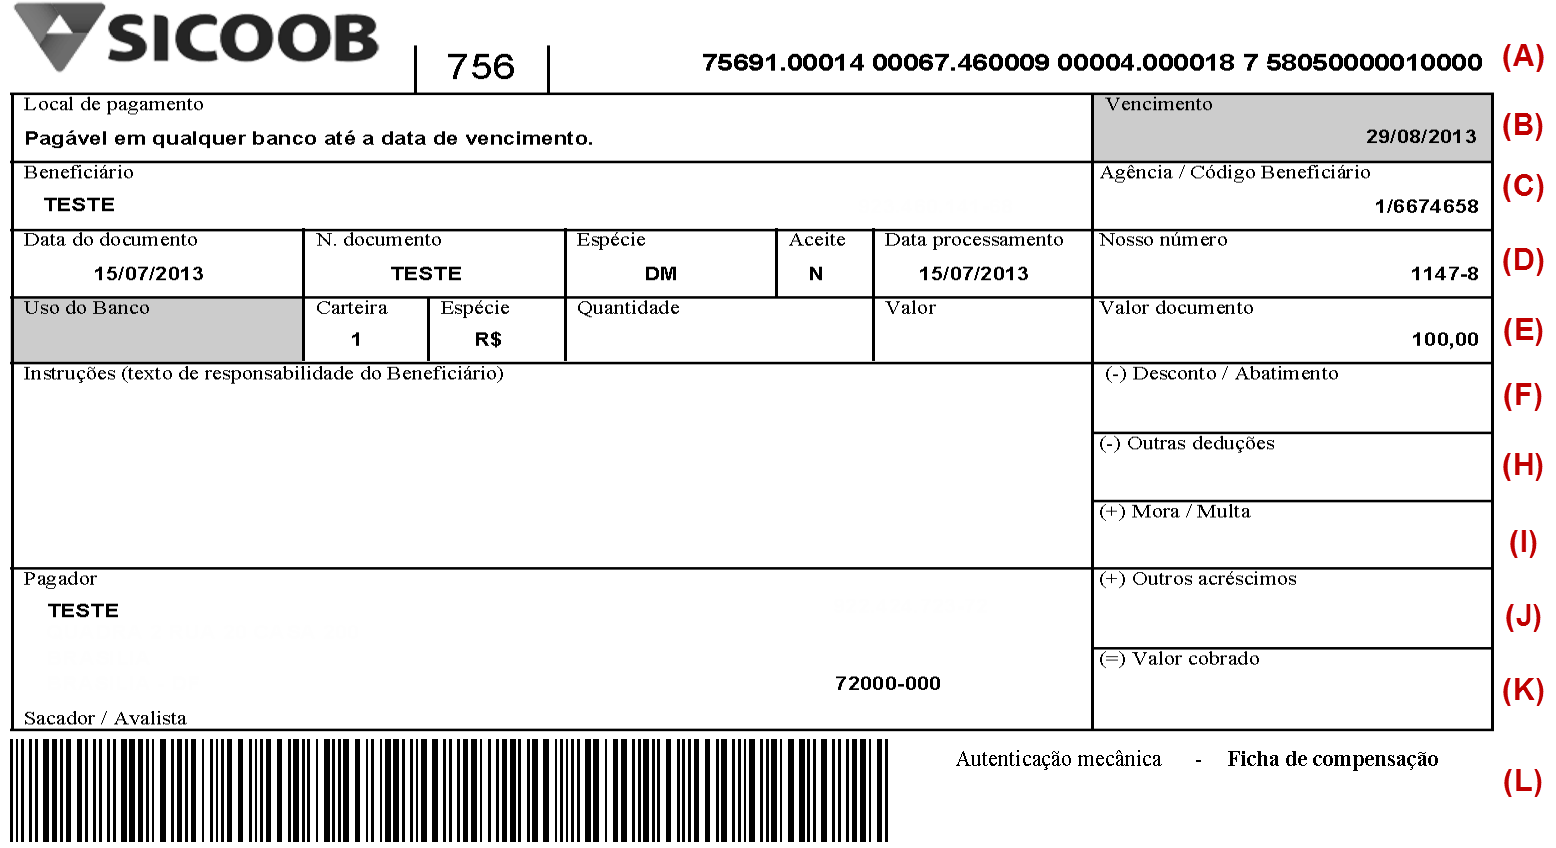 SICOOB 756 75691.00014 00067.460009 00004.000018 7 58050000010000 (A)
Local de pagamento Vencimento
Pagável em qualquer banco até a data de vencimento. 29/08/2013 (B)
Beneficiário Agência / Código Beneficiário (C)
TESTE 1/6674658
Data do documento N. documento Espécie Aceite Data processamento Nosso número (D)
15/07/2013 TESTE DM N 15/07/2013 1147-8
Uso do Banco Carteira Espécie Quantidade Valor Valor documento (E)
1 R$ 100,00
Instruções (texto de responsabilidade do Beneficiário) (-) Desconto / Abatimento (F)
(-) Outras deduções (H)
(+) Mora / Multa (I)
Pagador (+) Outros acréscimos
TESTE (J)
(=) Valor cobrado
72000-000 (K)
Sacador / Avalista
Autenticação mecânica - Ficha de compensação (L)